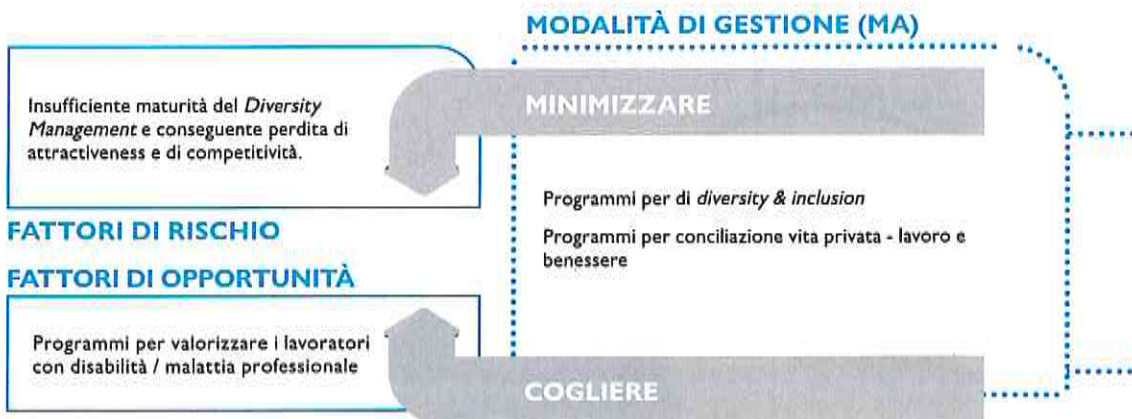 MODALITÀ DI GESTIONE (MA)
Insufficiente maturità del Diversity
Management e conseguente perdita di
attractiveness e di competitività.
MINIMIZZARE
FATTORI DI RISCHIO
Programmi per di diversity & inclusion
Programmi per conciliazione vita privata - lavoro e
benessere
FATTORI DI OPPORTUNITÀ
Programmi per valorizzare i lavoratori
con disabilità / malattia professionale
COGLIERE